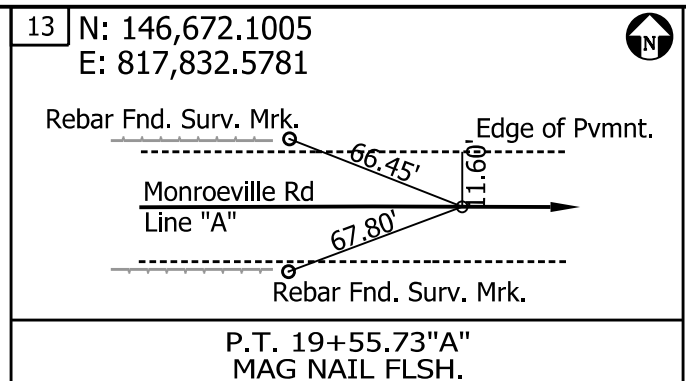 13 N: 146,672.1005
E: 817,832.5781
N
Rebar Fnd. Surv. Mrk.
Edge of Pvmnt.
66.45'
11.60'
Monroeville Rd
Line "A"
67.80'
Rebar Fnd. Surv. Mrk.
P.T. 19+55.73"A"
MAG NAIL FLSH.